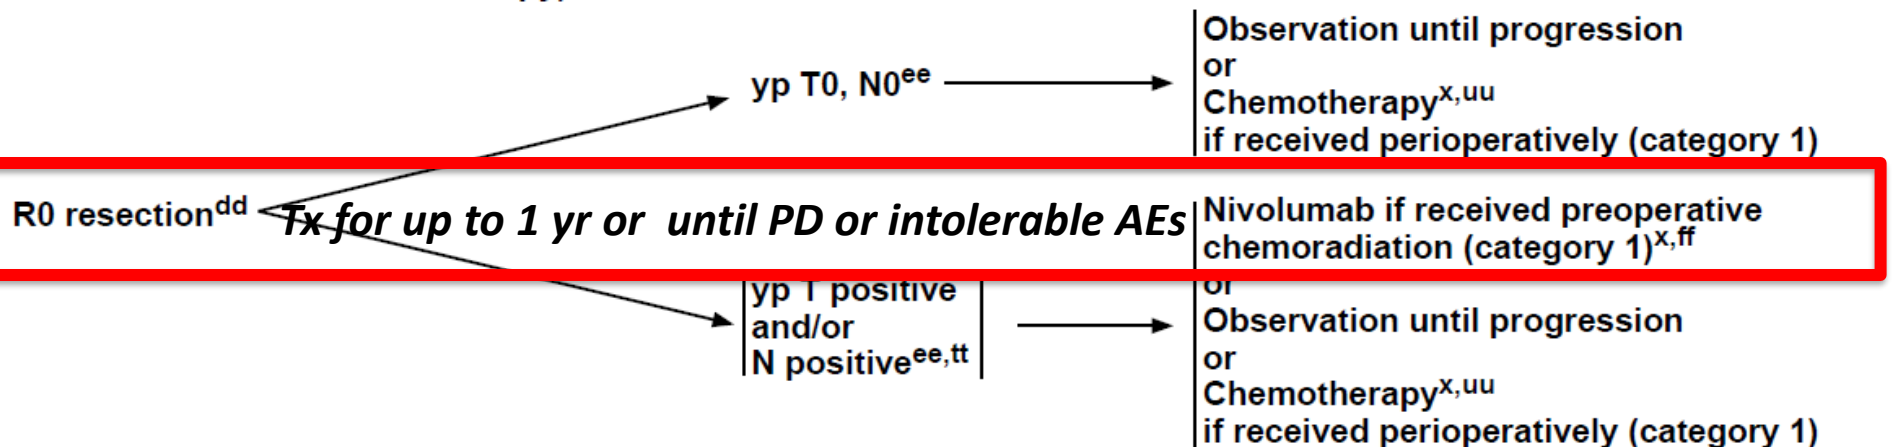 yp T0, N0ee
Observation until progression
or
Chemotherapyx,uu
if received perioperatively (category 1)
R0 resectiondd
Tx for up to 1 yr or until PD or intolerable AEs
Nivolumab if received preoperative
chemoradiation (category 1)x,ff
yp T positive
and/or
N positiveee,tt
or
Observation until progression
or
Chemotherapyx,uu
if received perioperatively (category 1)